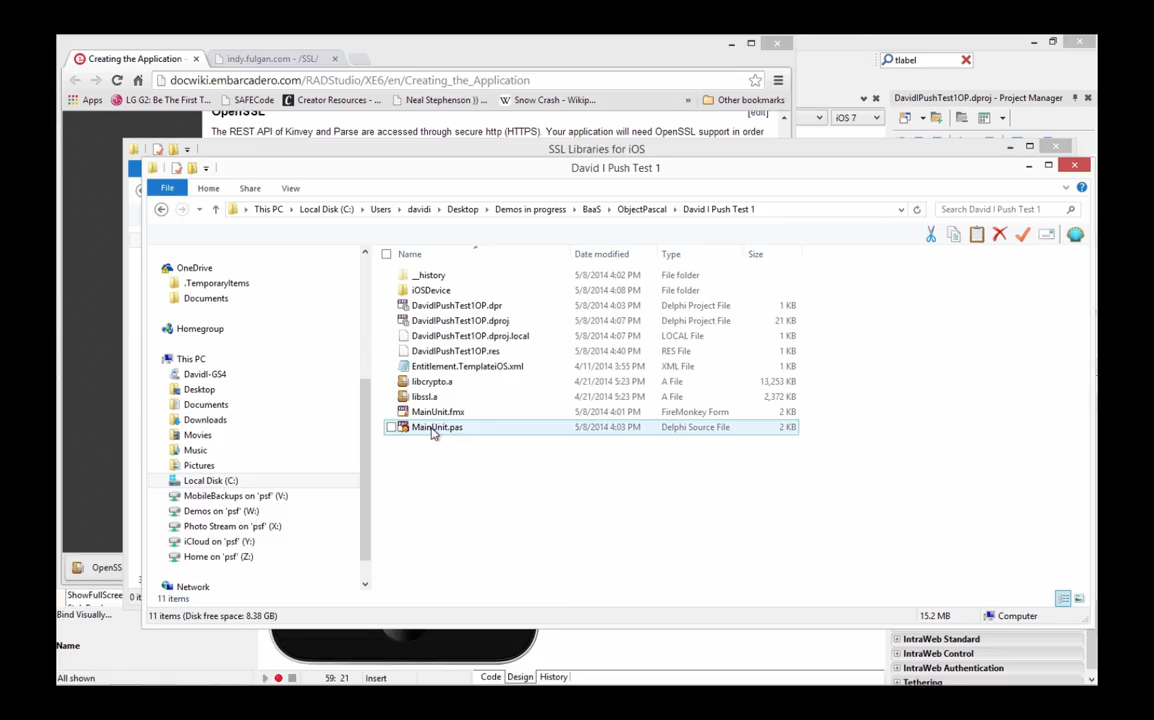 Creating the Application
indy.fulgan.com - /SSL/
docwiki.embarcadero.com/RADStudio/XE6/en/Creating_the_Application
Apps LG G2: Be The First T... SAFECode Creator Resources - ... Neal Stephenson )) ... Snow Crash - Wikip... » Other bookmarks
tlabel
OpenSSL [edit]
The REST API of Kinvey and Parse are accessed through secure http (HTTPS). Your application will need OpenSSL support in order
iOS 7
DavidIPushTest1OP.dproj - Project Manager
SSL Libraries for iOS
David I Push Test 1
File Home Share View
This PC Local Disk (C:) Users davidi Desktop Demos in progress BaaS ObjectPascal David I Push Test 1
Search David I Push Test 1
Name Date modified Type Size
__history 5/8/2014 4:02 PM File folder
iOSDevice 5/8/2014 4:08 PM File folder
DavidIPushTest1OP.dpr 5/8/2014 4:03 PM Delphi Project File 1 KB
DavidIPushTest1OP.dproj 5/8/2014 4:07 PM Delphi Project File 21 KB
DavidIPushTest1OP.dproj.local 5/8/2014 4:07 PM LOCAL File 1 KB
DavidIPushTest1OP.res 5/8/2014 4:40 PM RES File 1 KB
Entitlement.TemplateiOS.xml 4/11/2014 3:55 PM XML File 1 KB
libcrypto.a 4/21/2014 5:23 PM A File 13,253 KB
libssl.a 4/21/2014 5:23 PM A File 2,372 KB
MainUnit.fmx 5/8/2014 4:01 PM FireMonkey Form 2 KB
MainUnit.pas 5/8/2014 4:03 PM Delphi Source File 2 KB
OneDrive
.TemporaryItems
Documents
Homegroup
This PC
DavidI-GS4
Desktop
Documents
Downloads
Movies
Music
Pictures
Local Disk (C:)
MobileBackups on 'psf' (V:)
Demos on 'psf' (W:)
Photo Stream on 'psf' (X:)
iCloud on 'psf' (Y:)
Home on 'psf' (Z:)
Network
11 items
11 items (Disk free space: 8.38 GB)
15.2 MB
Computer
OpenSS
ShowFullScree
Bind Visually...
Name
All shown
59: 21 Insert
Code Design History
IntraWeb Standard
IntraWeb Control
IntraWeb Authentication
Tethering